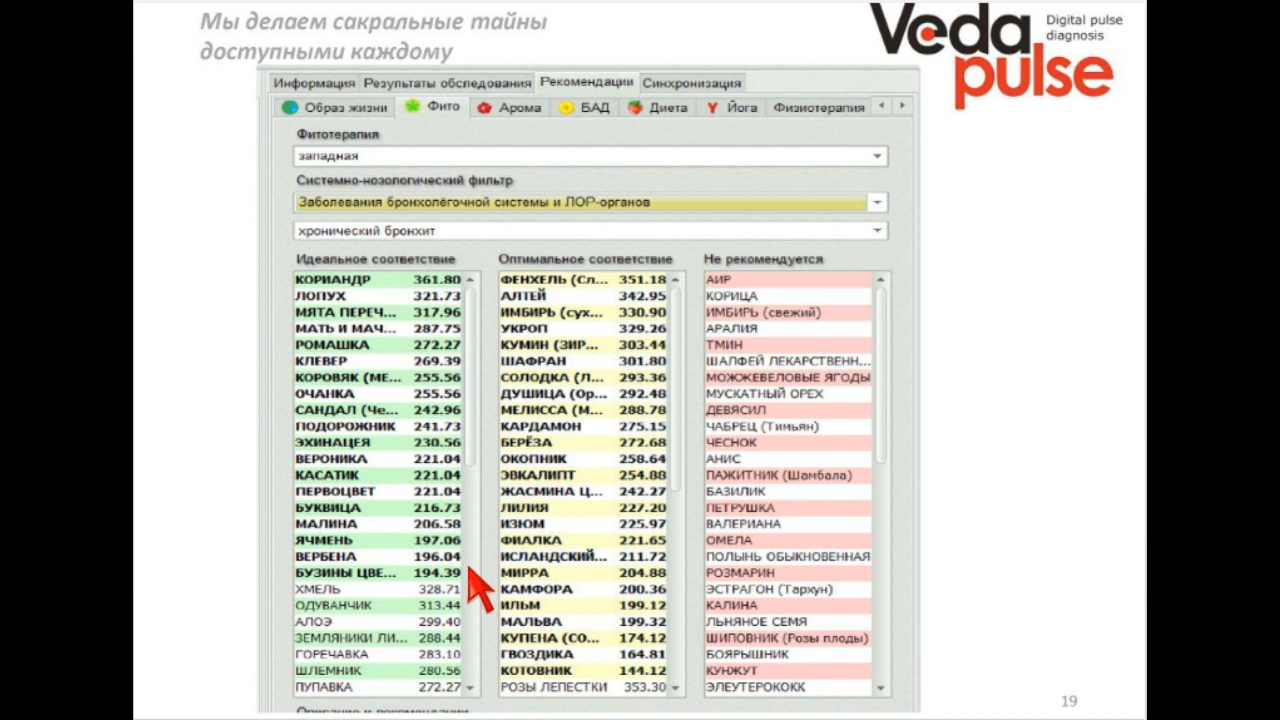 Мы делаем сакральные тайны
доступными каждому
Veda
pulse
Digital pulse
diagnosis
Информация Результаты обследования Рекомендации Синхронизация
Образ жизни Фито Арома БАД Диета Йога Физиотерапия
Фитотерапия
западная
Системно-нозологический фильтр
Заболевания бронхолёгочной системы и ЛОР-органов
хронический бронхит
Идеальное соответствие Оптимальное соответствие Не рекомендуется
КОРИАНДР 361.80 ФЕНХЕЛЬ (Сл... 351.18 АИР
ЛОПУХ 321.73 АЛТЕЙ 342.95 КОРИЦА
МЯТА ПЕРЕЧ... 317.96 ИМБИРЬ (сух... 330.90 ИМБИРЬ (свежий)
МАТЬ И МАЧ... 287.75 УКРОП 329.26 АРАЛИЯ
РОМАШКА 272.27 КУМИН (ЗИР... 303.44 ТМИН
КЛЕВЕР 269.39 ШАФРАН 301.80 ШАЛФЕЙ ЛЕКАРСТВЕНН...
КОРОВЯК (МЕ... 255.56 СОЛОДКА (Л... 293.36 МОЖЖЕВЕЛОВЫЕ ЯГОДЫ
ОЧАНКА 255.56 ДУШИЦА (Ор... 292.48 МУСКАТНЫЙ ОРЕХ
САНДАЛ (Че... 242.96 МЕЛИССА (М... 288.78 ДЕВЯСИЛ
ПОДОРОЖНИК 241.73 КАРДАМОН 275.15 ЧАБРЕЦ (Тимьян)
ЭХИНАЦЕЯ 230.56 БЕРЁЗА 272.68 ЧЕСНОК
ВЕРОНИКА 221.04 ОКОПНИК 258.64 АНИС
КАСАТИК 221.04 ЭВКАЛИПТ 254.88 ПАЖИТНИК (Шамбала)
ПЕРВОЦВЕТ 221.04 ЖАСМИНА Ц... 242.27 БАЗИЛИК
БУКВИЦА 216.73 ЛИЛИЯ 227.20 ПЕТРУШКА
МАЛИНА 206.58 ИЗЮМ 225.97 ВАЛЕРИАНА
ЯЧМЕНЬ 197.06 ФИАЛКА 221.65 ОМЕЛА
ВЕРБЕНА 196.04 ИСЛАНДСКИЙ... 211.72 ПОЛЫНЬ ОБЫКНОВЕННАЯ
БУЗИНЫ ЦВЕ... 194.39 МИРРА 204.88 РОЗМАРИН
ХМЕЛЬ 328.71 КАМФОРА 200.36 ЭСТРАГОН (Тархун)
ОДУВАНЧИК 313.44 ИЛЬМ 199.12 КАЛИНА
АЛОЭ 299.40 МАЛЬВА 199.32 ЛЬНЯНОЕ СЕМЯ
ЗЕМЛЯНИКИ ЛИ... 288.44 КУПЕНА (СО... 174.12 ШИПОВНИК (Розы плоды)
ГОРЕЧАВКА 283.10 ГВОЗДИКА 164.81 БОЯРЫШНИК
ШЛЕМНИК 280.56 КОТОВНИК 144.12 КУНЖУТ
ПУПАВКА 272.27 РОЗЫ ЛЕПЕСТКИ 353.30 ЭЛЕУТЕРОКОКК
Описание и рекомендации
19